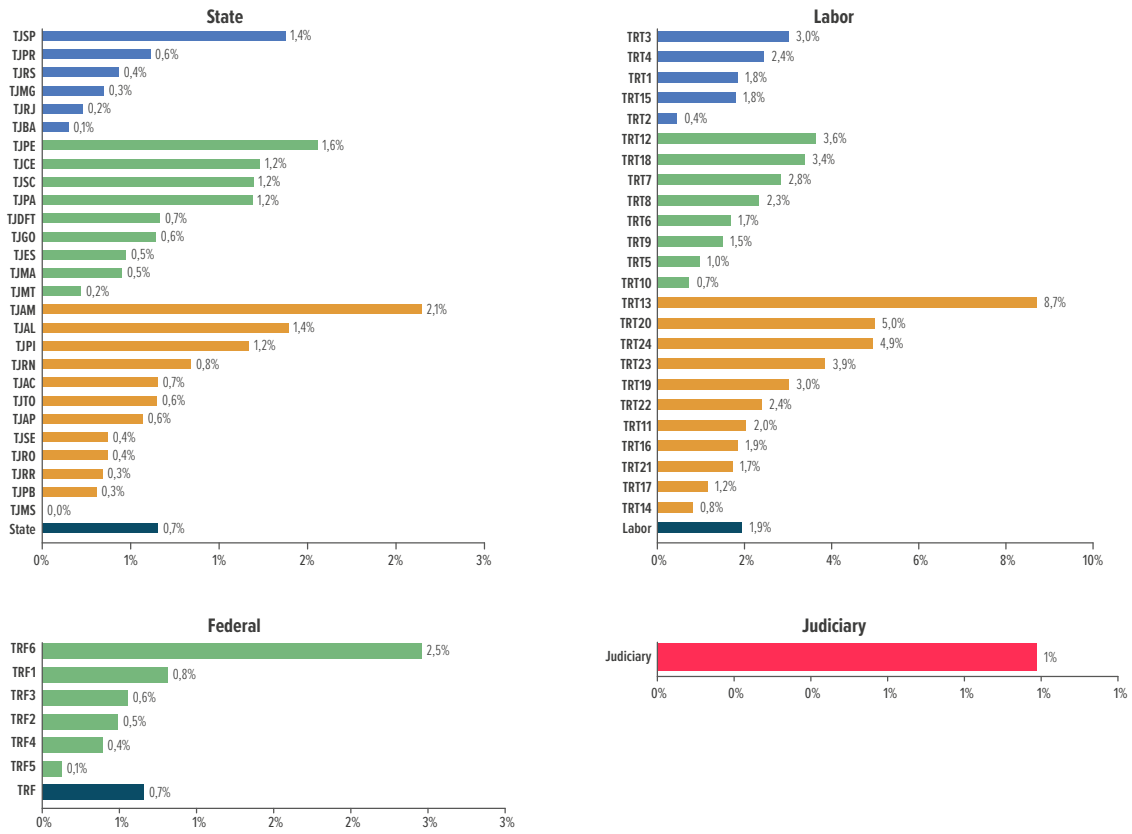 State
TJSP 1,4%
TJPR 0,6%
TJRS 0,4%
TJMG 0,3%
TJRJ 0,2%
TJBA 0,1%
TJPE 1,6%
TJCE 1,2%
TJSC 1,2%
TJPA 1,2%
TJDFT 0,7%
TJGO 0,6%
TJES 0,5%
TJMA 0,5%
TJMT 0,2%
TJAM 2,1%
TJAL 1,4%
TJPI 1,2%
TJRN 0,8%
TJAC 0,7%
TJTO 0,6%
TJAP 0,6%
TJSE 0,4%
TJRO 0,4%
TJRR 0,3%
TJPB 0,3%
TJMS 0,0%
State 0,7%
0% 1% 1% 2% 2% 3%
Labor
TRT3 3,0%
TRT4 2,4%
TRT1 1,8%
TRT15 1,8%
TRT2 0,4%
TRT12 3,6%
TRT18 3,4%
TRT7 2,8%
TRT8 2,3%
TRT6 1,7%
TRT9 1,5%
TRT5 1,0%
TRT10 0,7%
TRT13 8,7%
TRT20 5,0%
TRT24 4,9%
TRT23 3,9%
TRT19 3,0%
TRT22 2,4%
TRT11 2,0%
TRT16 1,9%
TRT21 1,7%
TRT17 1,2%
TRT14 0,8%
Labor 1,9%
0% 2% 4% 6% 8% 10%
Federal
TRF6 2,5%
TRF1 0,8%
TRF3 0,6%
TRF2 0,5%
TRF4 0,4%
TRF5 0,1%
TRF 0,7%
0% 1% 1% 2% 2% 3% 3%
Judiciary
Judiciary 1%
0% 0% 0% 1% 1% 1% 1%